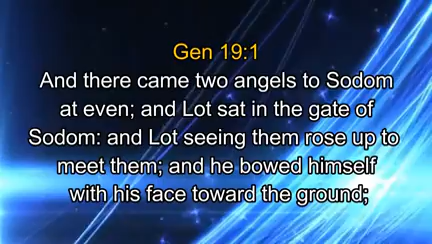 Gen 19:1
And there came two angels to Sodom
at even; and Lot sat in the gate of
Sodom: and Lot seeing them rose up to
meet them; and he bowed himself
with his face toward the ground;